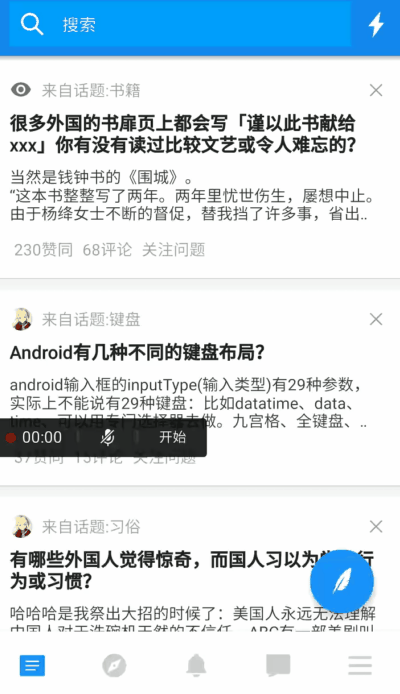 搜索
来自话题:书籍
很多外国的书扉页上都会写「谨以此书献给
xxx」你有没有读过比较文艺或令人难忘的？
当然是钱钟书的《围城》。
“这本书整整写了两年。两年里忧世伤生，屡想中止。
由于杨绛女士不断的督促，替我挡了许多事，省出..
230赞同 68评论 关注问题
来自话题:键盘
Android有几种不同的键盘布局？
android输入框的inputType(输入类型)有29种参数，
实际上不能说有29种键盘：比如datatime、data、
time、可以用专门选择器去做。九宫格、全键盘、..
00:00 开始
37赞同 13评论 关注问题
来自话题:习俗
有哪些外国人觉得惊奇，而国人习以为 行
为或习惯？
哈哈哈是我祭出大招的时候了：美国人永远无法理解
中国人对于洗碗机天然的不信任。ABC有一部美剧叫